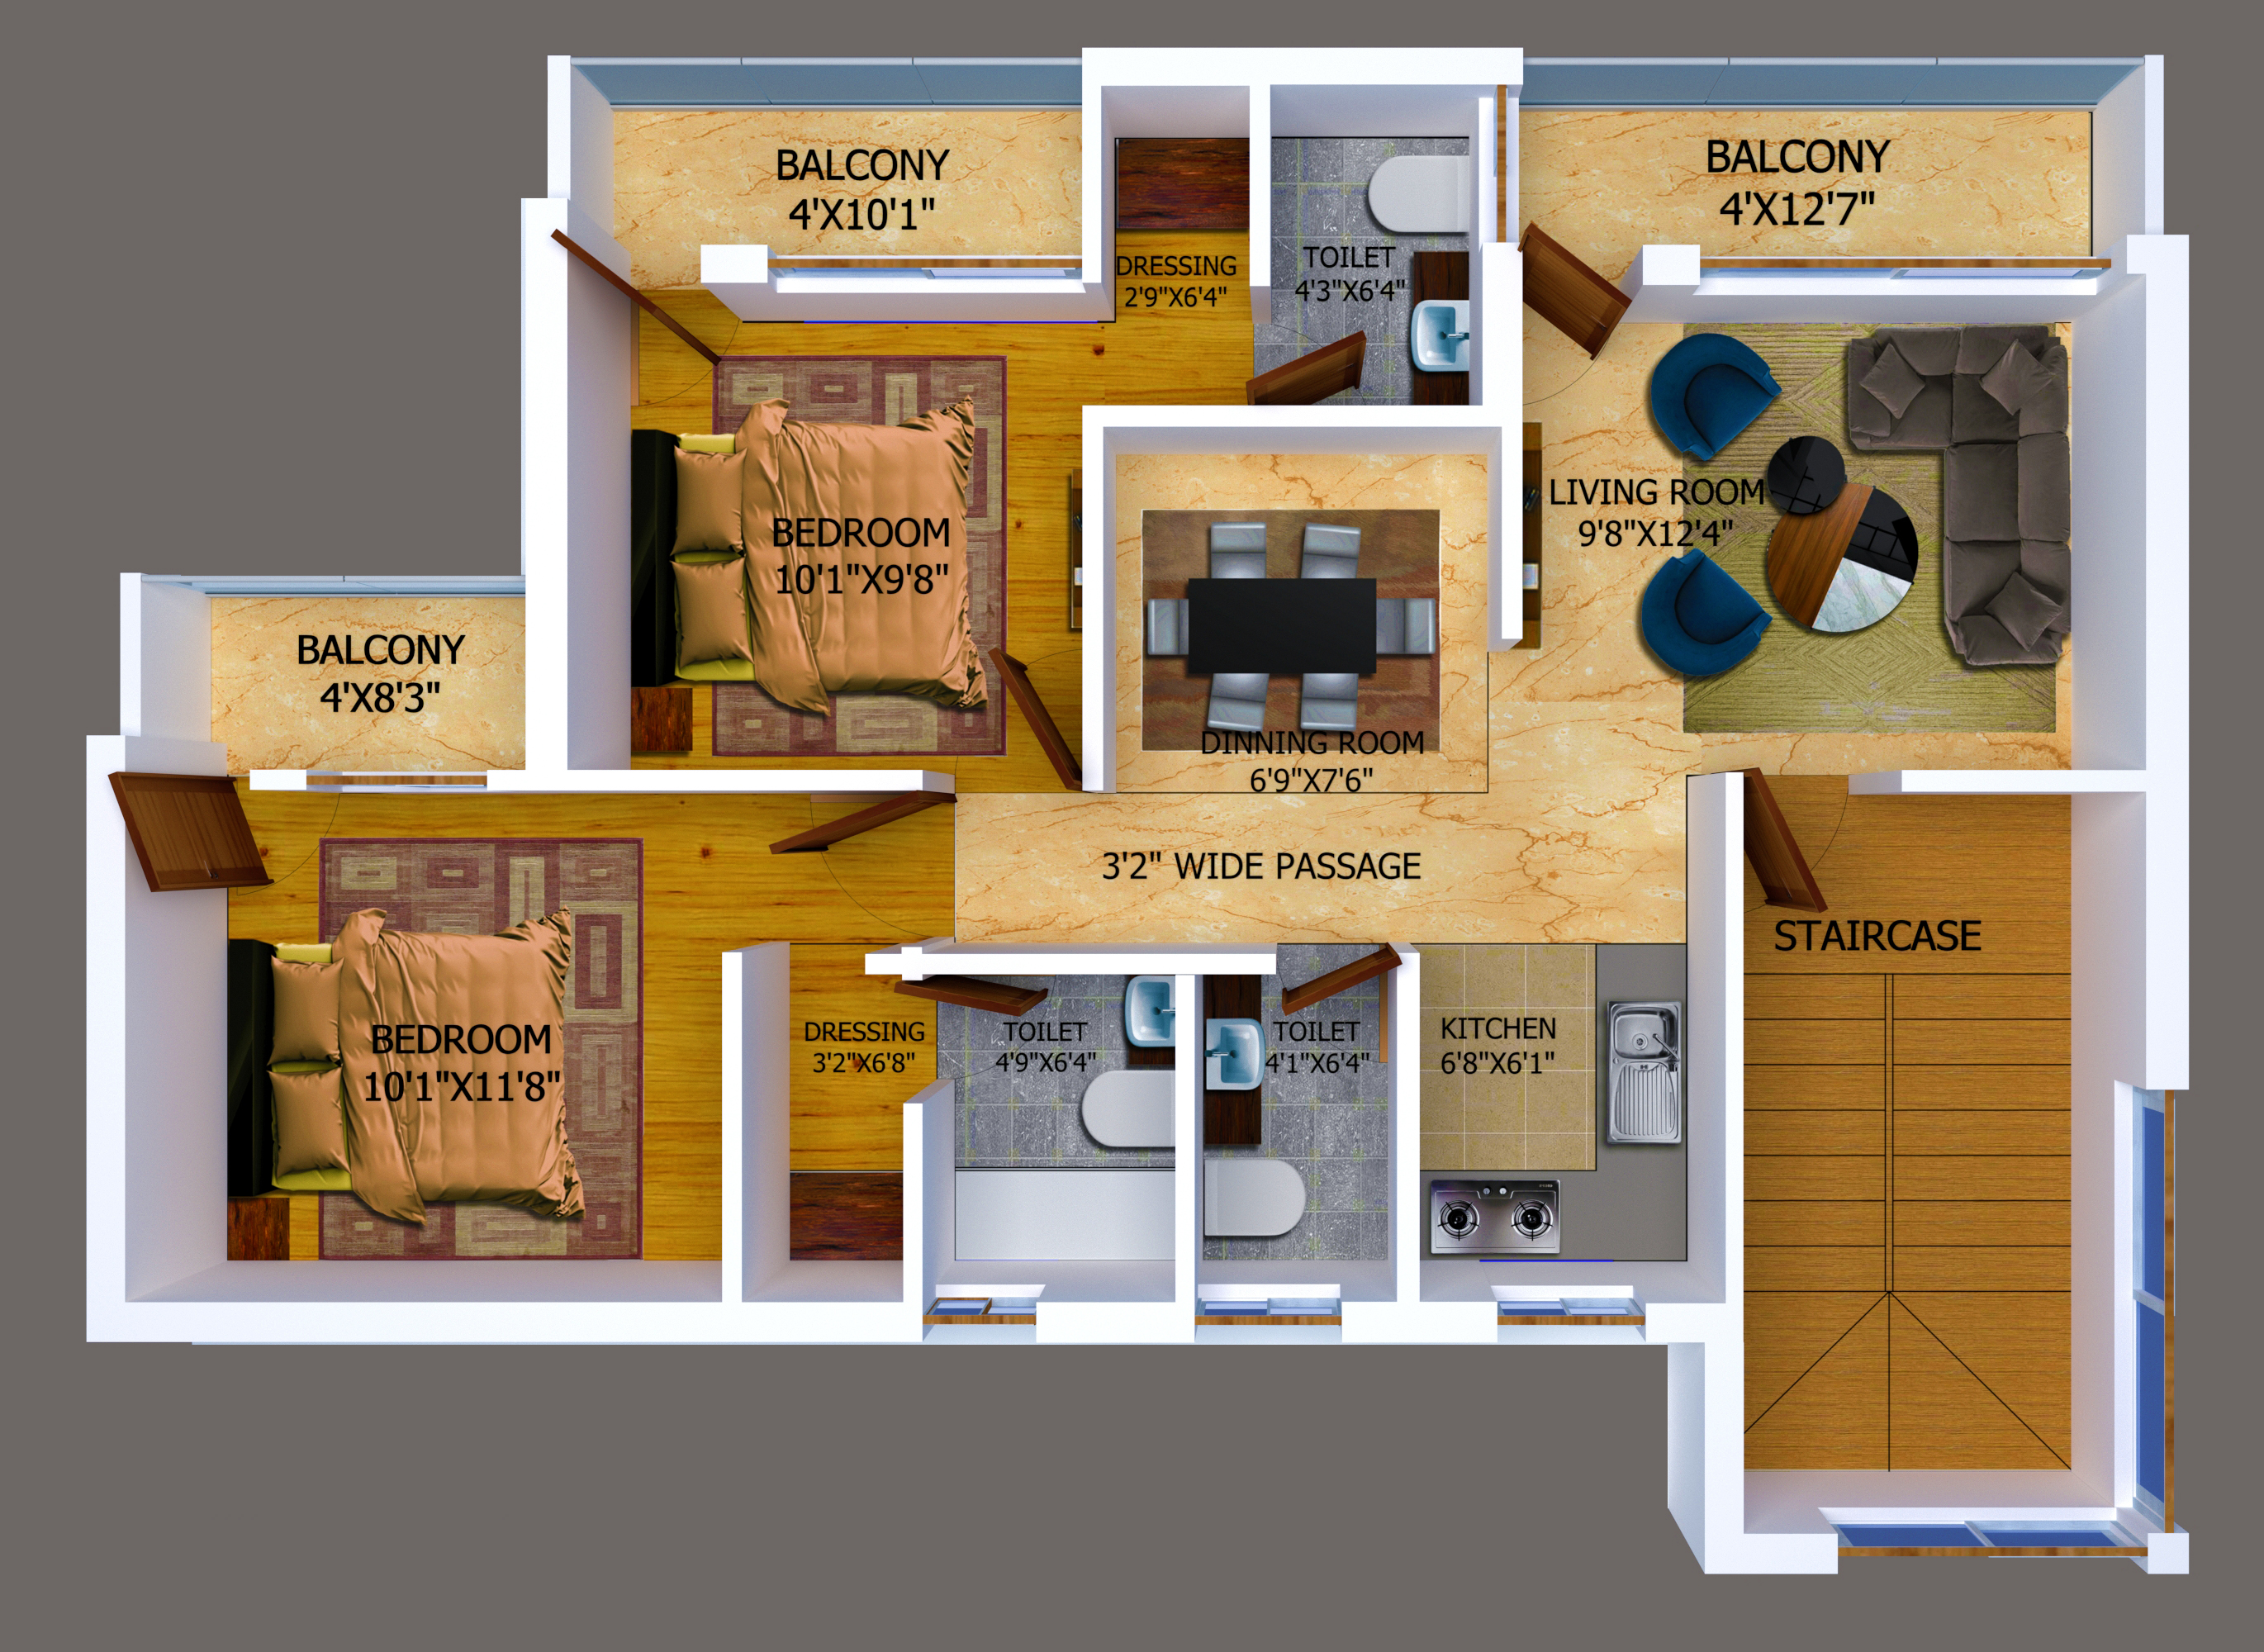 BALCONY
4'X10'1"
BALCONY
4'X12'7"
DRESSING
2'9"X6'4"
TOILET
4'3"X6'4"
LIVING ROOM
9'8"X12'4"
BEDROOM
10'1"X9'8"
BALCONY
4'X8'3"
DINNING ROOM
6'9"X7'6"
3'2" WIDE PASSAGE
STAIRCASE
BEDROOM
10'1"X11'8"
DRESSING
3'2"X6'8"
TOILET
4'9"X6'4"
TOILET
4'1"X6'4"
KITCHEN
6'8"X6'1"